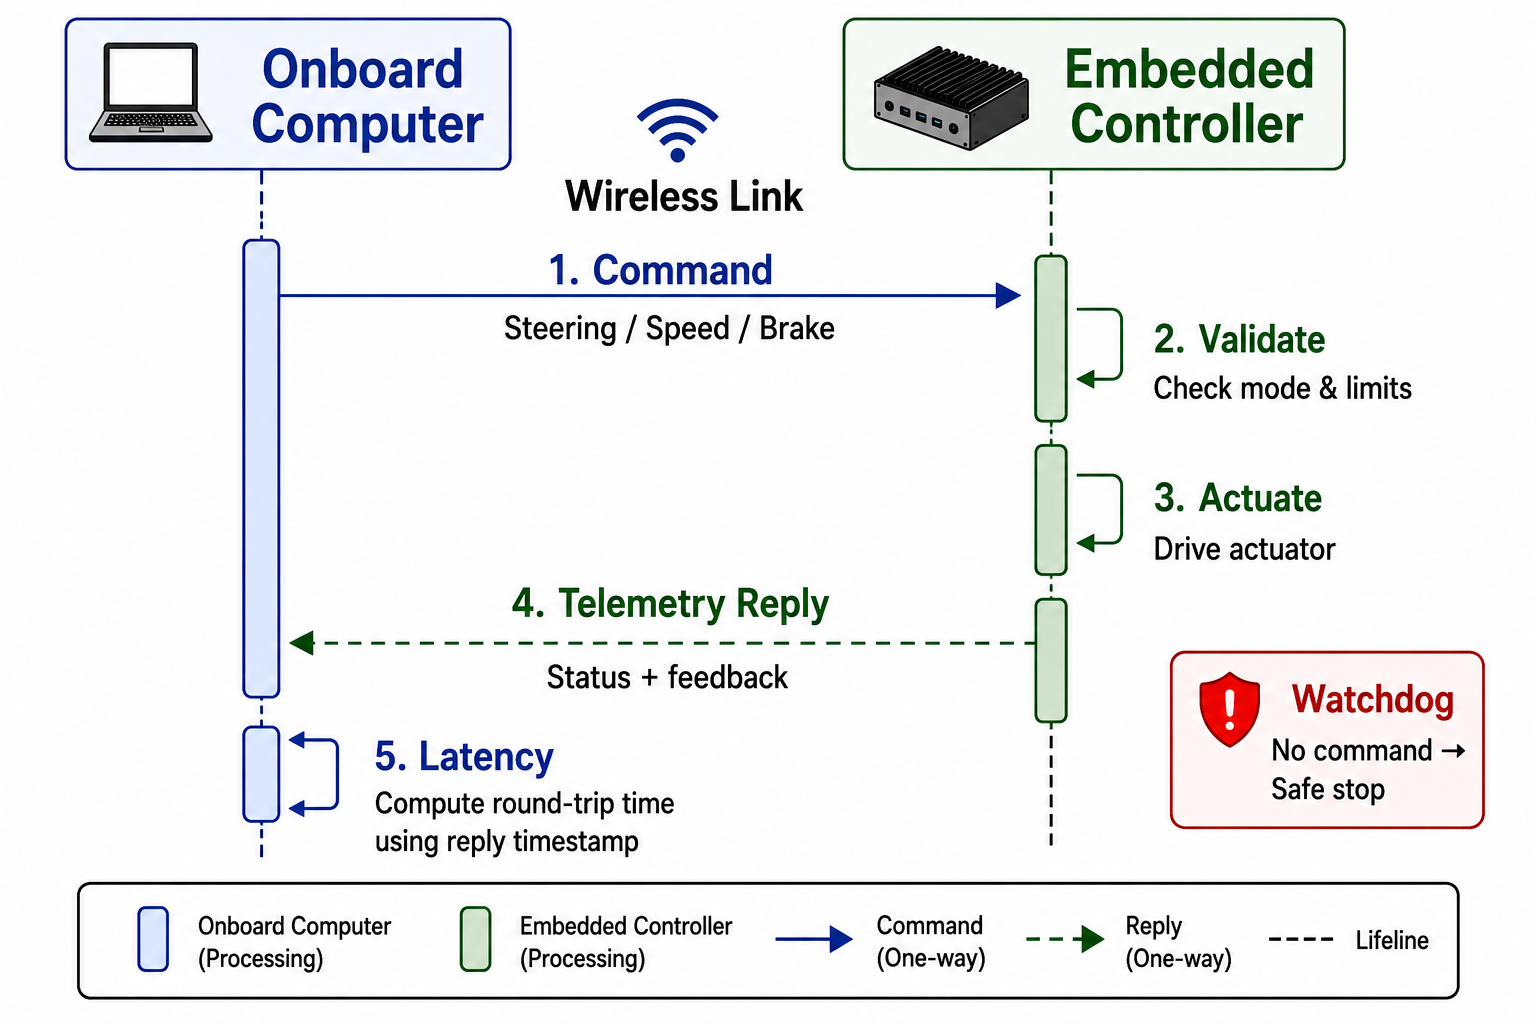 Onboard
Computer
Embedded
Controller
Wireless Link
1. Command
Steering / Speed / Brake
2. Validate
Check mode & limits
3. Actuate
Drive actuator
4. Telemetry Reply
Status + feedback
Watchdog
No command →
Safe stop
5. Latency
Compute round-trip time
using reply timestamp
Onboard Computer
(Processing)
Embedded Controller
(Processing)
Command
(One-way)
Reply
(One-way)
Lifeline